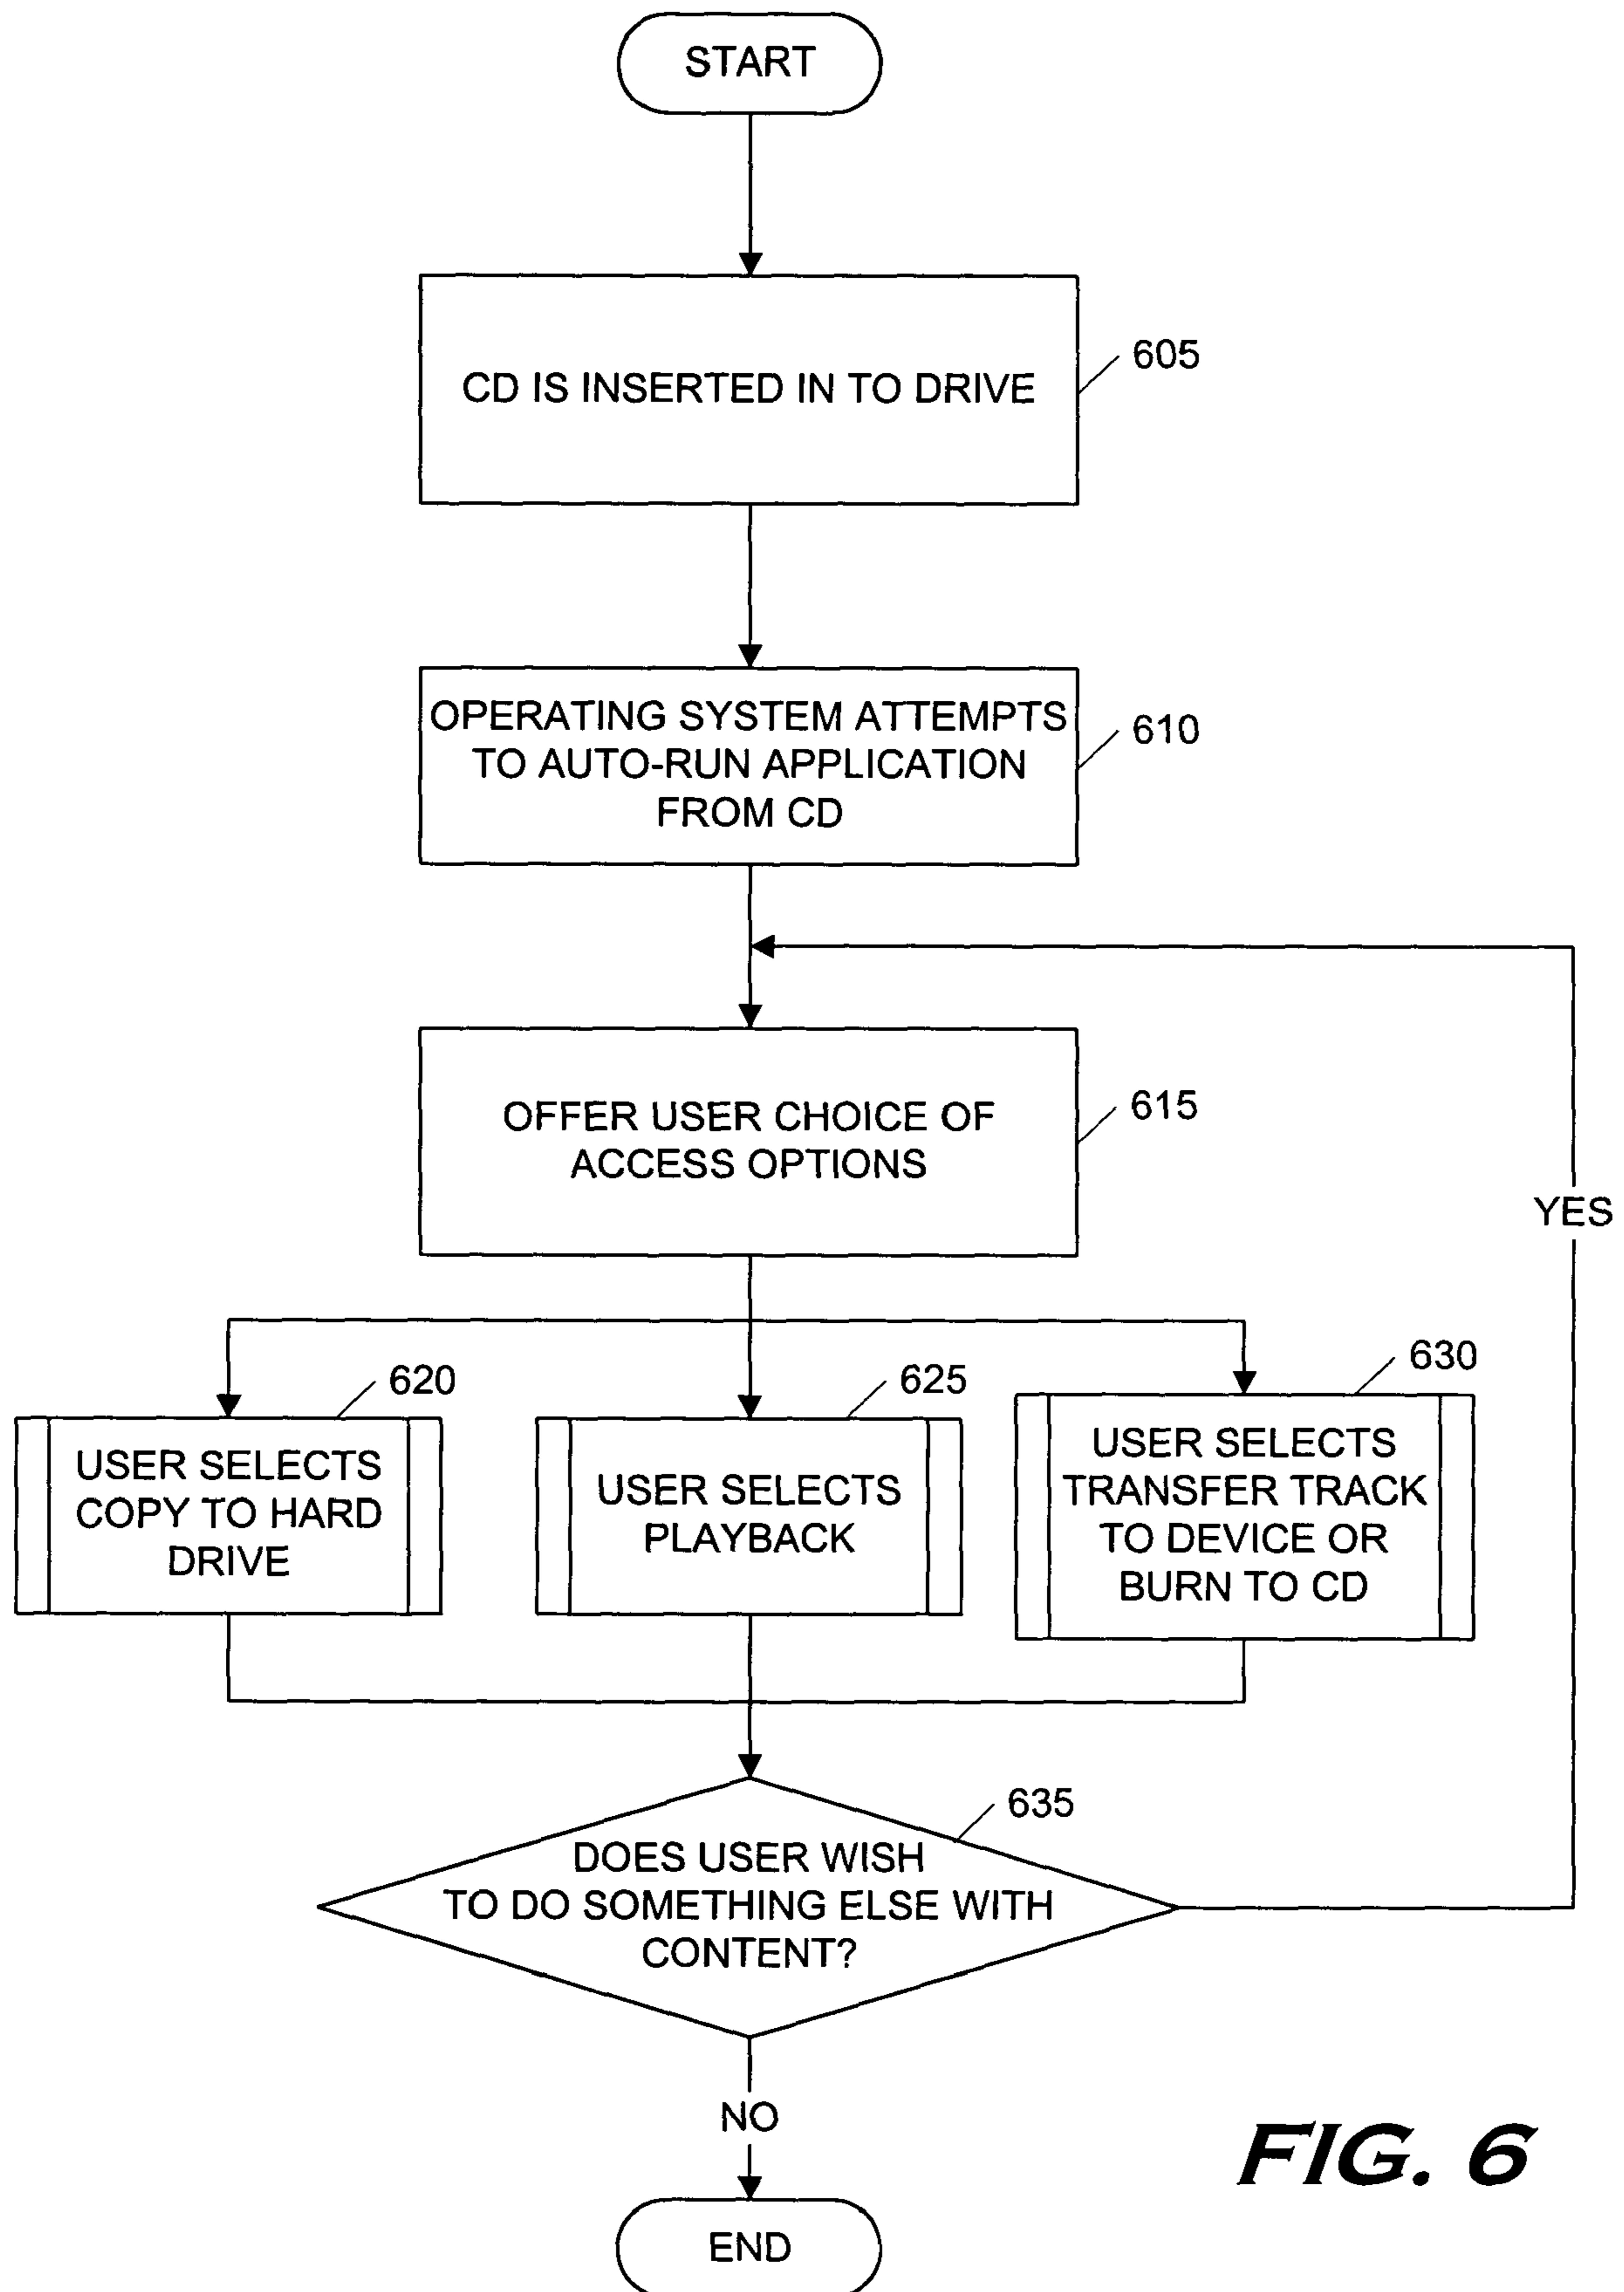 START
CD IS INSERTED IN TO DRIVE
605
OPERATING SYSTEM ATTEMPTS
TO AUTO-RUN APPLICATION
FROM CD
610
OFFER USER CHOICE OF
ACCESS OPTIONS
615
YES
620
USER SELECTS
COPY TO HARD
DRIVE
625
USER SELECTS
PLAYBACK
630
USER SELECTS
TRANSFER TRACK
TO DEVICE OR
BURN TO CD
635
DOES USER WISH
TO DO SOMETHING ELSE WITH
CONTENT?
NO
END
FIG. 6